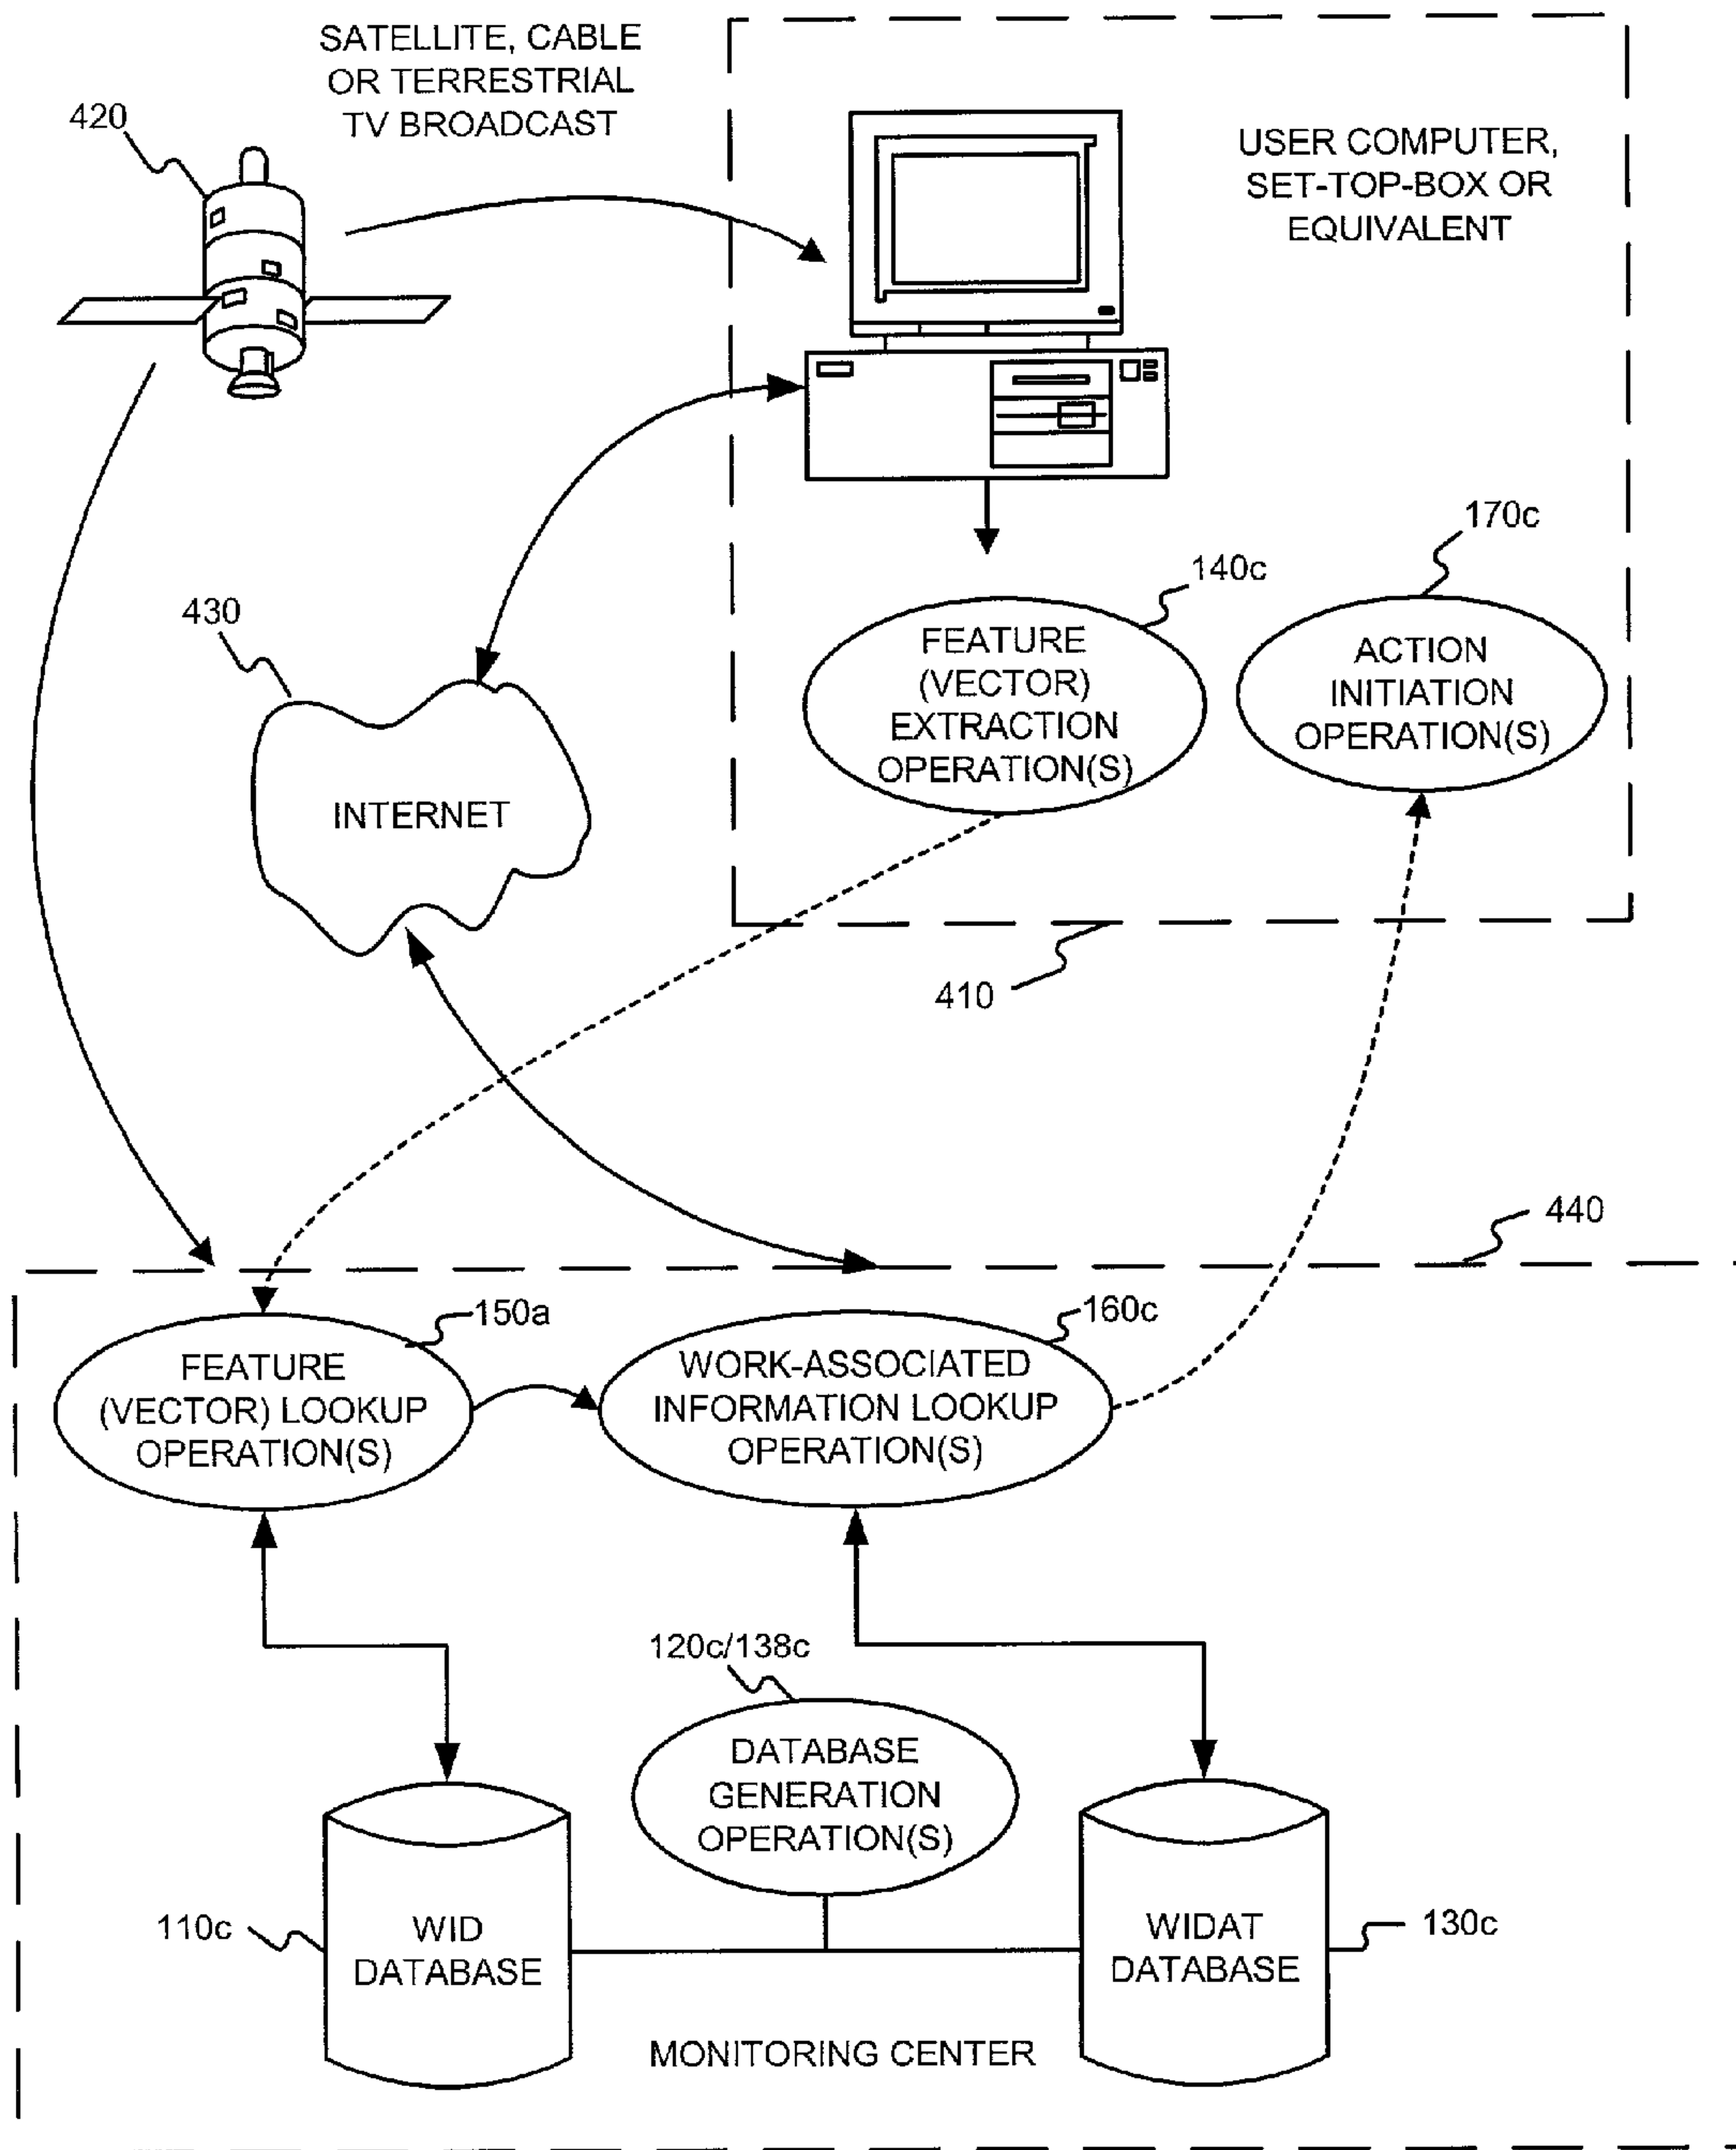 SATELLITE, CABLE
OR TERRESTRIAL
TV BROADCAST
420
USER COMPUTER,
SET-TOP-BOX OR
EQUIVALENT
170c
140c
430
FEATURE
(VECTOR)
EXTRACTION
OPERATION(S)
ACTION
INITIATION
OPERATION(S)
INTERNET
410
440
150a
160c
FEATURE
(VECTOR) LOOKUP
OPERATION(S)
WORK-ASSOCIATED
INFORMATION LOOKUP
OPERATION(S)
120c/138c
DATABASE
GENERATION
OPERATION(S)
110c
WID
DATABASE
WIDAT
DATABASE
130c
MONITORING CENTER